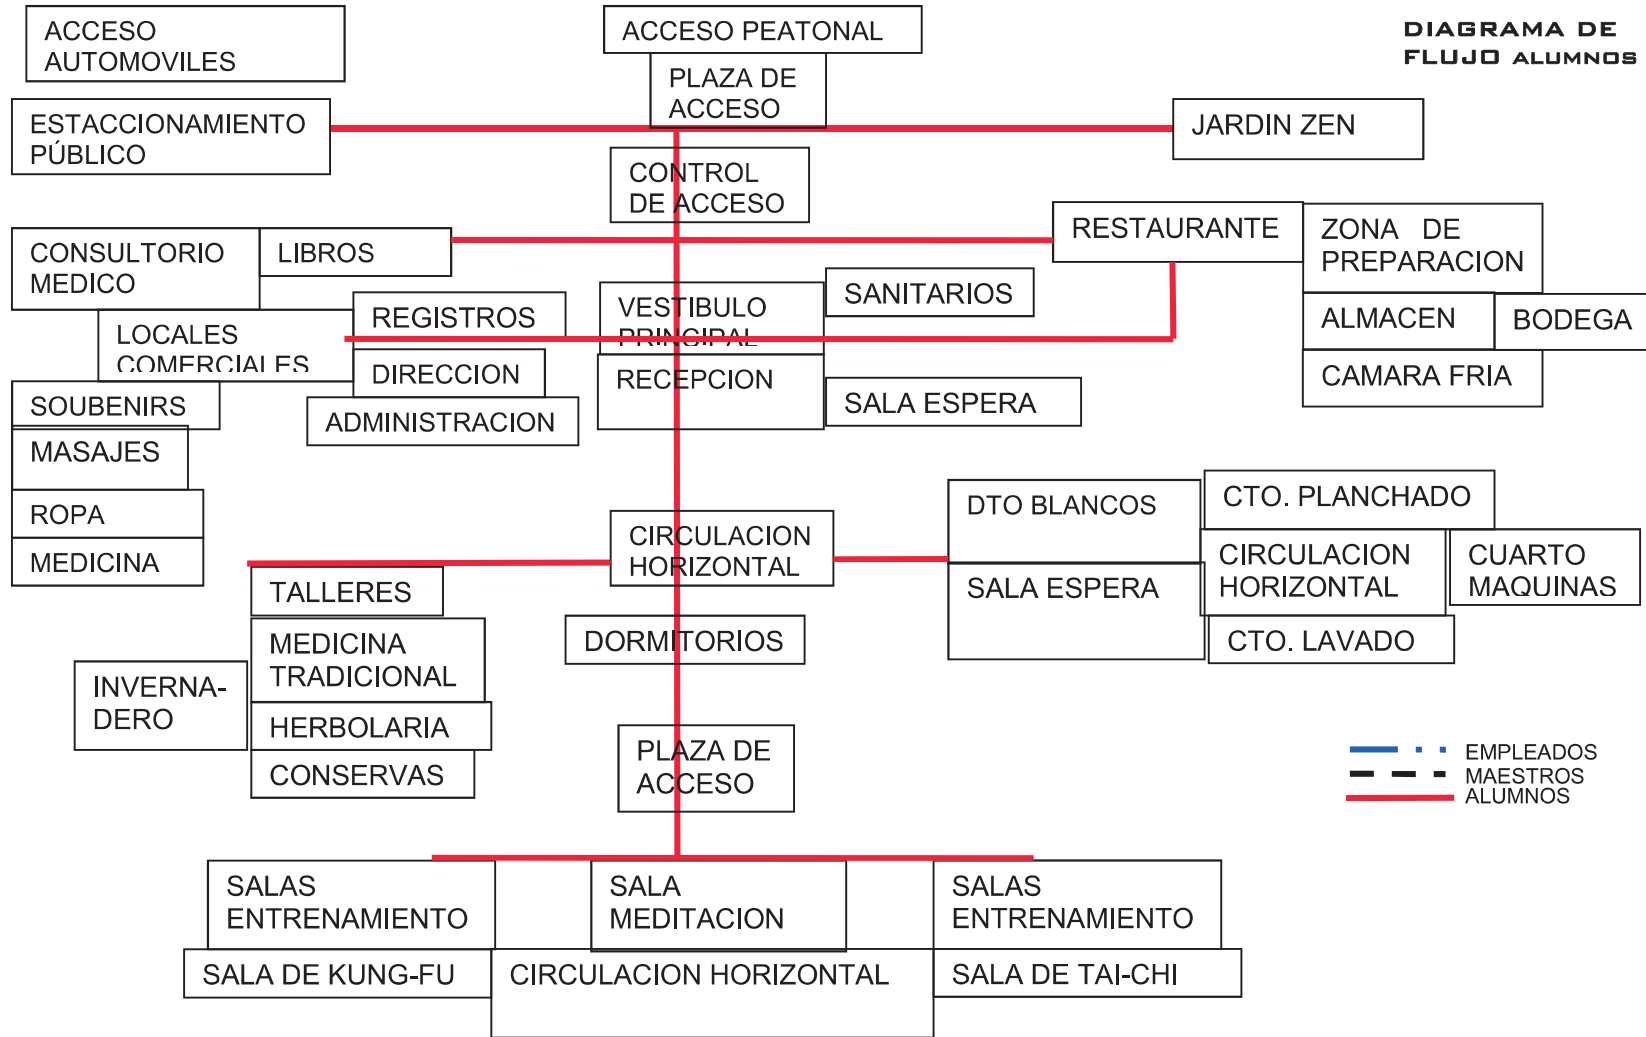 ACCESO
AUTOMOVILES
ACCESO PEATONAL
DIAGRAMA DE
FLUJO ALUMNOS
PLAZA DE
ACCESO
ESTACCIONAMIENTO
PÚBLICO
JARDIN ZEN
CONTROL
DE ACCESO
CONSULTORIO
MEDICO
LIBROS
RESTAURANTE
ZONA DE
PREPARACION
SANITARIOS
VESTIBULO
PRINCIPAL
REGISTROS
LOCALES
COMERCIALES
ALMACEN
BODEGA
DIRECCION
RECEPCION
CAMARA FRIA
SOUBENIRS
ADMINISTRACION
SALA ESPERA
MASAJES
ROPA
MEDICINA
DTO BLANCOS
CTO. PLANCHADO
CIRCULACION
HORIZONTAL
CIRCULACION
HORIZONTAL
CUARTO
MAQUINAS
SALA ESPERA
TALLERES
DORMITORIOS
CTO. LAVADO
MEDICINA
TRADICIONAL
INVERNA-
DERO
HERBOLARIA
CONSERVAS
PLAZA DE
ACCESO
EMPLEADOS
MAESTROS
ALUMNOS
SALAS
ENTRENAMIENTO
SALA
MEDITACION
SALAS
ENTRENAMIENTO
SALA DE KUNG-FU
CIRCULACION HORIZONTAL
SALA DE TAI-CHI